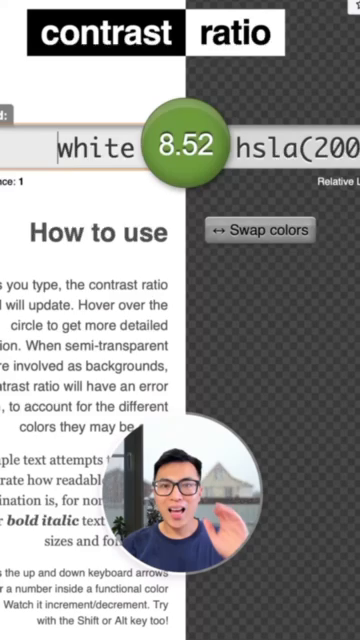 contrast ratio
d:
white 8.52 hsla(200
nce: 1
Relative L
How to use
↔ Swap colors
s you type, the contrast ratio
will update. Hover over the
circle to get more detailed
ion. When semi-transparent
re involved as backgrounds,
ntrast ratio will have an error
, to account for the different
colors they may be
ple text attempts
rate how readable
ination is, for nor
r bold italic text
sizes and fo
s the up and down keyboard arrows
r a number inside a functional color
Watch it increment/decrement. Try
with the Shift or Alt key too!